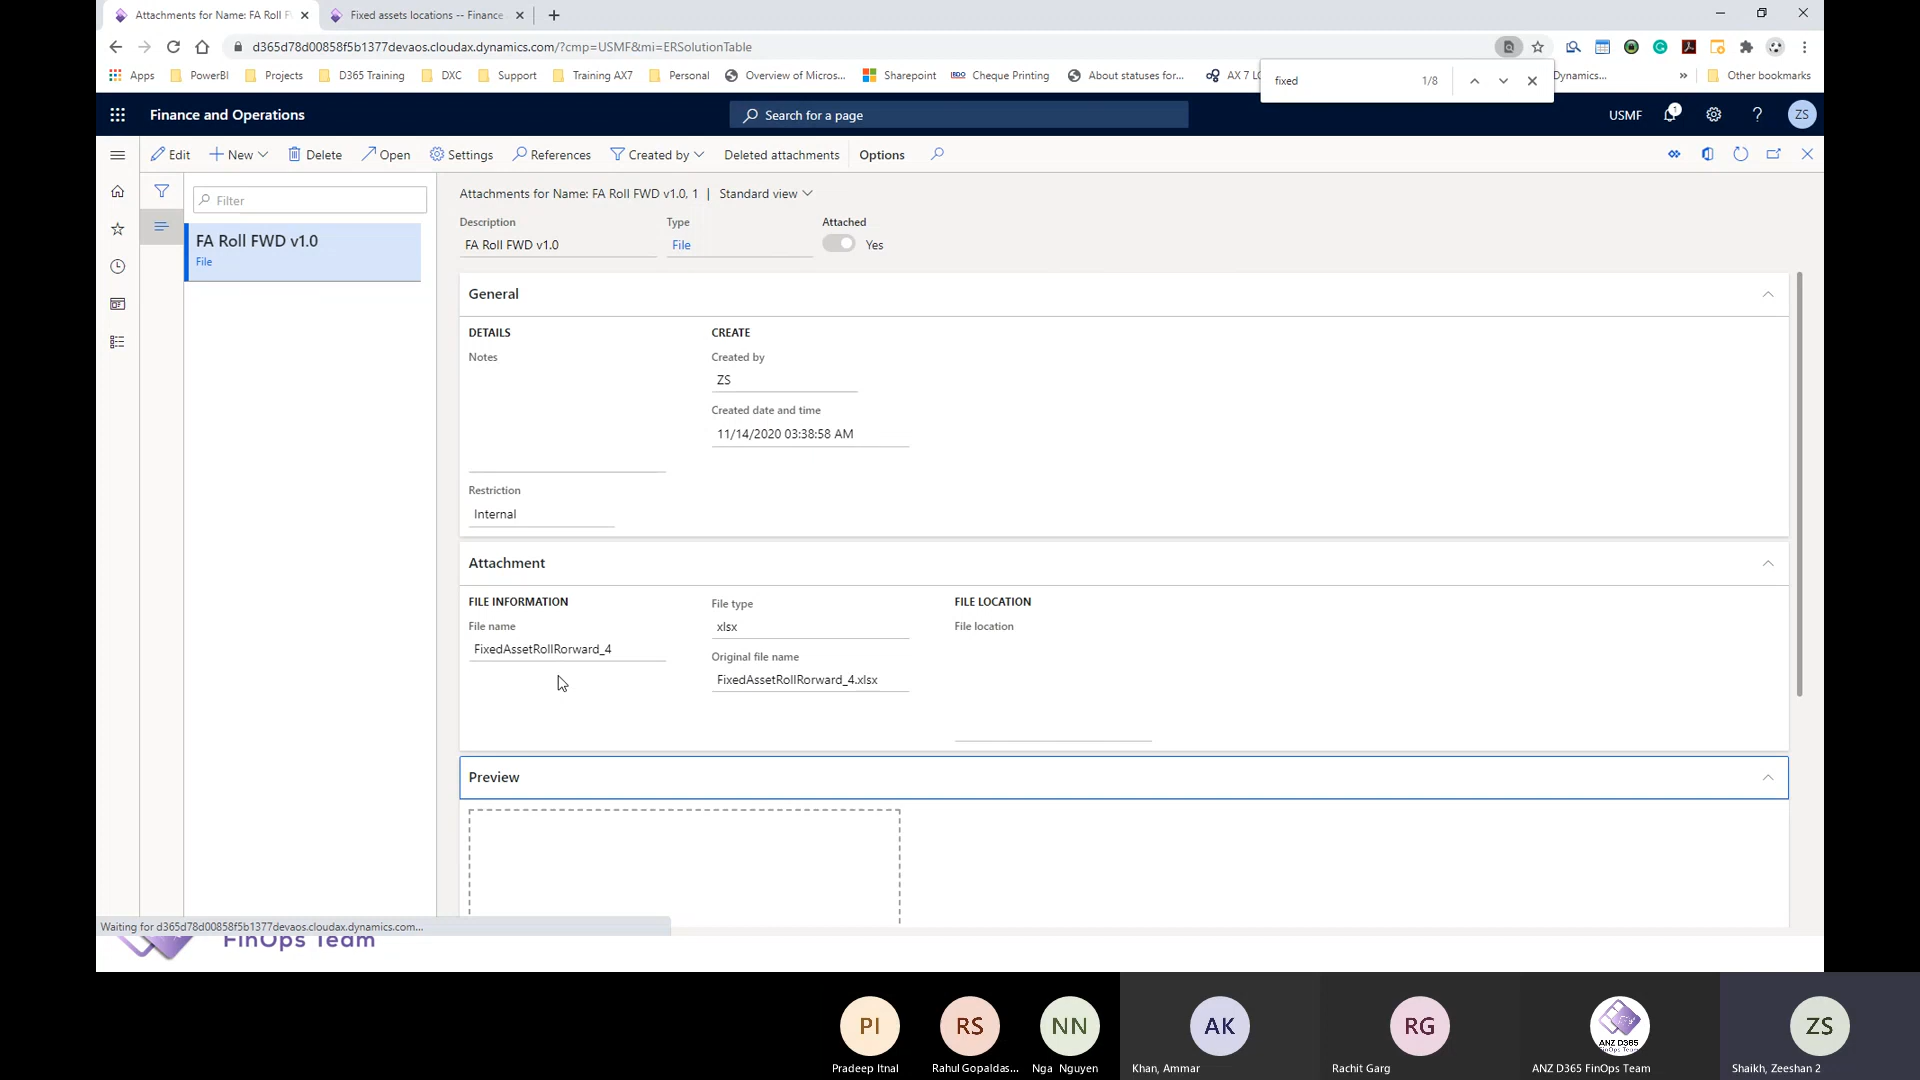 Attachments for Name: FA Roll F
Fixed assets locations -- Finance
d365d78d00858f5b1377devaos.cloudax.dynamics.com/?cmp=USMF&mi=ERSolutionTable
Apps PowerBI Projects D365 Training DXC Support Training AX7 Personal Overview of Micros... Sharepoint Cheque Printing About statuses for... AX 7 LC Dynamics... » Other bookmarks
fixed 1/8
Finance and Operations
Search for a page
USMF 1 ? ZS
Edit New Delete Open Settings References Created by Deleted attachments Options
Filter
FA Roll FWD v1.0
File
Attachments for Name: FA Roll FWD v1.0, 1 | Standard view
Description Type Attached
FA Roll FWD v1.0 File Yes
General
DETAILS CREATE
Notes Created by
ZS
Created date and time
11/14/2020 03:38:58 AM
Restriction
Internal
Attachment
FILE INFORMATION File type FILE LOCATION
File name xlsx File location
FixedAssetRollRorward_4 Original file name
FixedAssetRollRorward_4.xlsx
Preview
Waiting for d365d78d00858f5b1377devaos.cloudax.dynamics.com...
FinOps Team
PI RS NN AK RG ANZ D365 FinOps Team ZS
Pradeep Itnal Rahul Gopaldas... Nga Nguyen Khan, Ammar Rachit Garg ANZ D365 FinOps Team Shaikh, Zeeshan 2